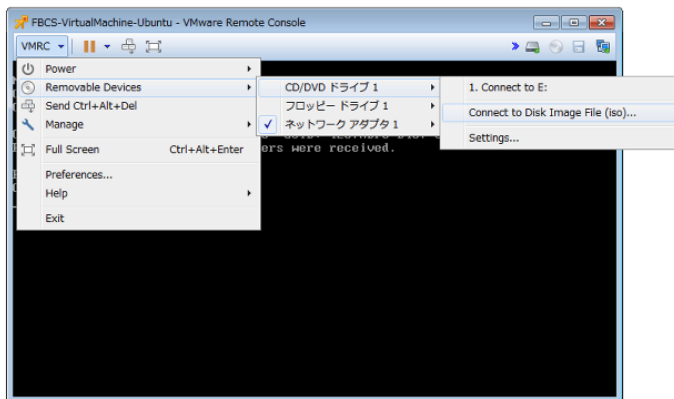 FBCS-VirtualMachine-Ubuntu - VMware Remote Console
VMRC
Power
Removable Devices
Send Ctrl+Alt+Del
Manage
Full Screen Ctrl+Alt+Enter
Preferences...
Help
Exit
CD/DVD ドライブ 1
フロッピー ドライブ 1
ネットワーク アダプタ 1
1. Connect to E:
Connect to Disk Image File (iso)...
Settings...
ers were received.